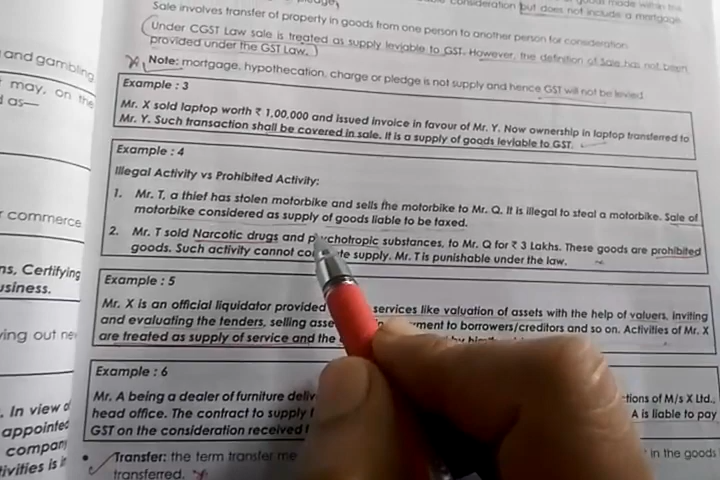 consideration but does not include a mortgage,
Sale involves transfer of property in goods from one person to another person for consideration
Under CGST Law sale is treated as supply leviable to GST. However, the definition of Sale has not been
provided under the GST Law.
Note: mortgage, hypothecation, charge or pledge is not supply and hence GST will not be levied
Example : 3
Mr. X sold laptop worth ₹ 1,00,000 and issued invoice in favour of Mr. Y. Now ownership in laptop transferred to
Mr. Y. Such transaction shall be covered in sale. It is a supply of goods leviable to GST.
Example : 4
Illegal Activity vs Prohibited Activity:
1. Mr. T, a thief has stolen motorbike and sells the motorbike to Mr. Q. It is illegal to steal a motorbike. Sale of
motorbike considered as supply of goods liable to be taxed.
2. Mr. T sold Narcotic drugs and psychotropic substances, to Mr. Q for ₹ 3 Lakhs. These goods are prohibited
goods. Such activity cannot supply. Mr. T is punishable under the law.
Example : 5
Mr. X is an official liquidator provided services like valuation of assets with the help of valuers, inviting
and evaluating the tenders, selling to borrowers/creditors and so on. Activities of Mr. X
are treated as supply of service and the
Example : 6
Mr. A being a dealer of furniture of M/s X Ltd.,
head office. The contract to supply A is liable to pay
GST on the consideration received
• Transfer: the term transfer in the goods
transferred.
and gambling
may, on the
as—
commerce
Certifying
usiness.
ying out
. In view
appointed
company